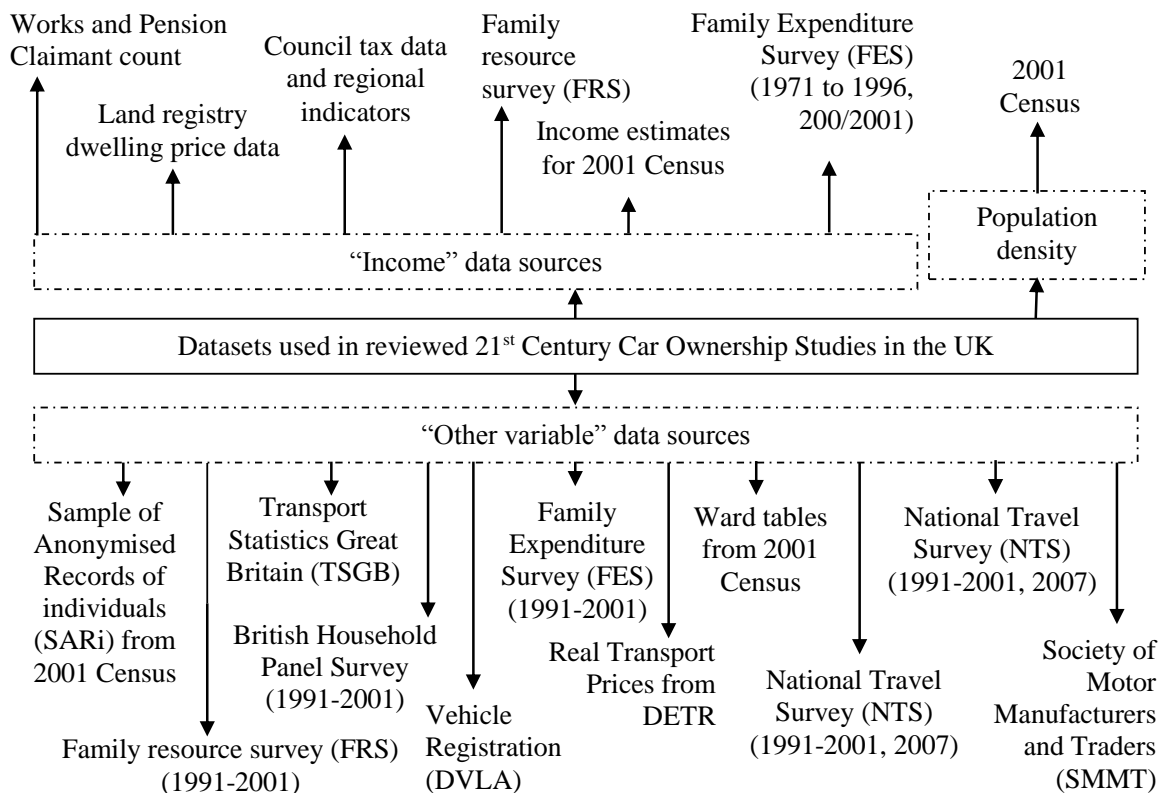 Works and Pension
Claimant count
Land registry
dwelling price data
Council tax data
and regional
indicators
Family
resource
survey (FRS)
Income estimates
for 2001 Census
Family Expenditure
Survey (FES)
(1971 to 1996,
200/2001)
2001
Census
Population
density
“Income” data sources
Datasets used in reviewed 21st Century Car Ownership Studies in the UK
“Other variable” data sources
Sample of
Anonymised
Records of
individuals
(SARi) from
2001 Census
Family resource survey (FRS)
(1991-2001)
Transport
Statistics Great
Britain (TSGB)
British Household
Panel Survey
(1991-2001)
Vehicle
Registration
(DVLA)
Family
Expenditure
Survey (FES)
(1991-2001)
Real Transport
Prices from
DETR
Ward tables
from 2001
Census
National Travel
Survey (NTS)
(1991-2001, 2007)
National Travel
Survey (NTS)
(1991-2001, 2007)
Society of
Motor
Manufacturers
and Traders
(SMMT)